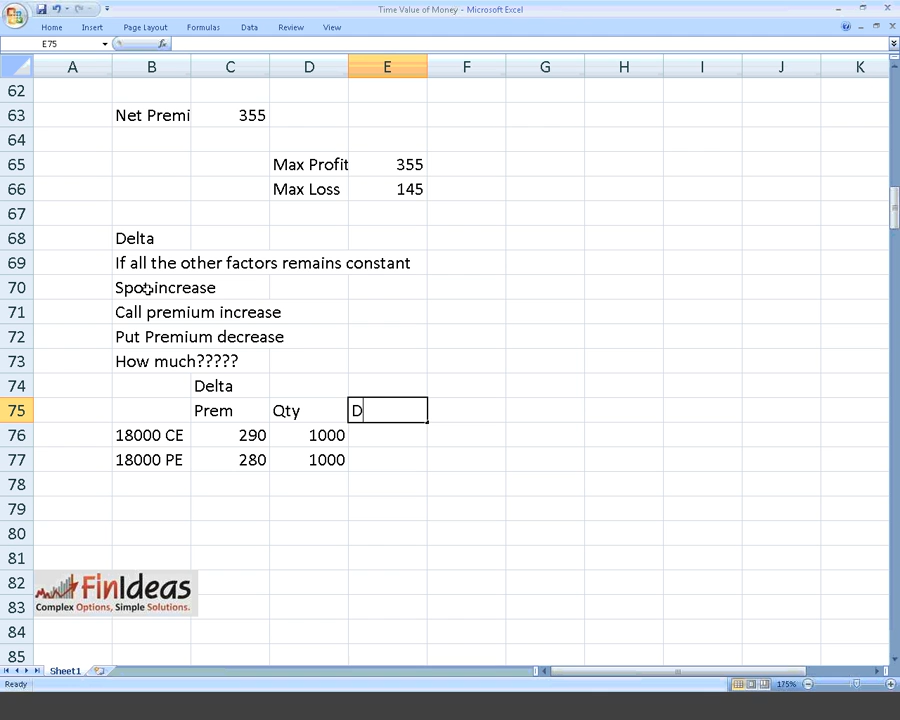 Time Value of Money - Microsoft Excel
Home Insert Page Layout Formulas Data Review View
E75 fx
A B C D E F G H I J K
62
63 Net Premi 355
64
65 Max Profit 355
66 Max Loss 145
67
68 Delta
69 If all the other factors remains constant
70 Spot increase
71 Call premium increase
72 Put Premium decrease
73 How much?????
74 Delta
75 Prem Qty D
76 18000 CE 290 1000
77 18000 PE 280 1000
78
79
80
81
82 FinIdeas
83 Complex Options, Simple Solutions.
84
85
Sheet1
Ready 175%